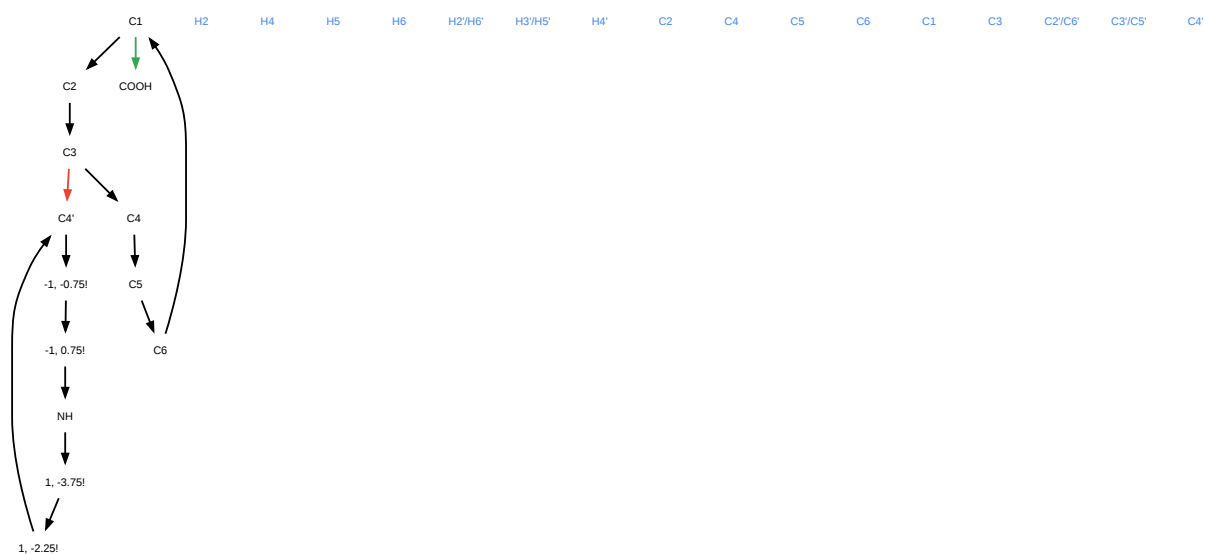 C1 H2 H4 H5 H6 H2'/H6' H3'/H5' H4' C2 C4 C5 C6 C1 C3 C2'/C6' C3'/C5' C4'
C2 COOH
C3
C4' C4
-1, -0.75! C5
-1, 0.75! C6
NH
1, -3.75!
1, -2.25!